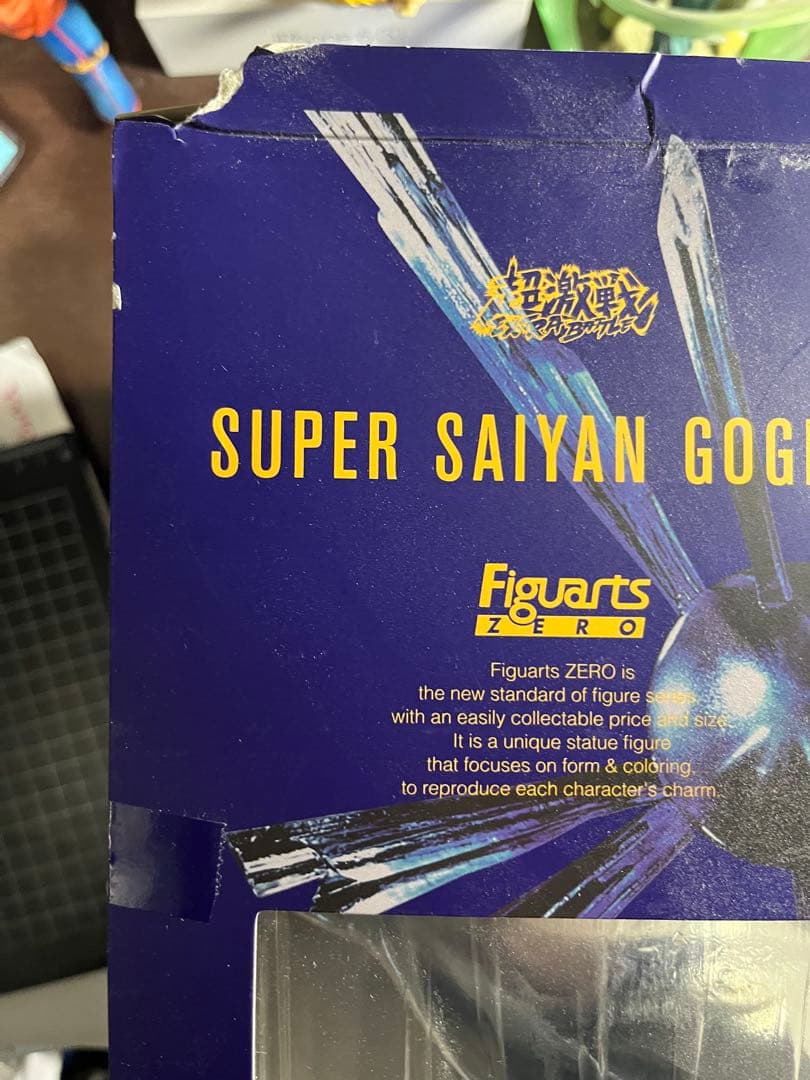 超激戦
EXTRA BATTLE
SUPER SAIYAN GOG
Figuarts
ZERO
Figuarts ZERO is
the new standard of figure series
with an easily collectable price and size.
It is a unique statue figure
that focuses on form & coloring,
to reproduce each character's charm.